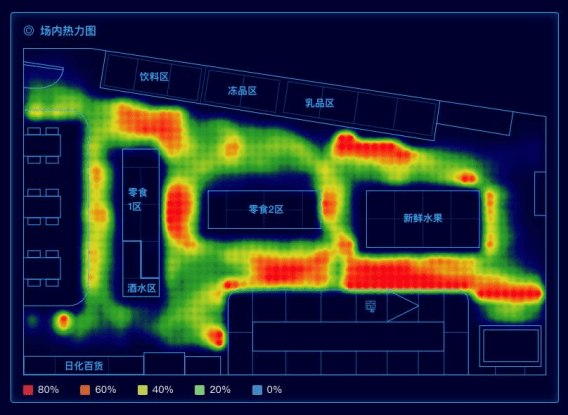 场内热力图
饮料区
冻品区
乳品区
零食
1区
零食2区
新鲜水果
酒水区
日化百货
80%
60%
40%
20%
0%